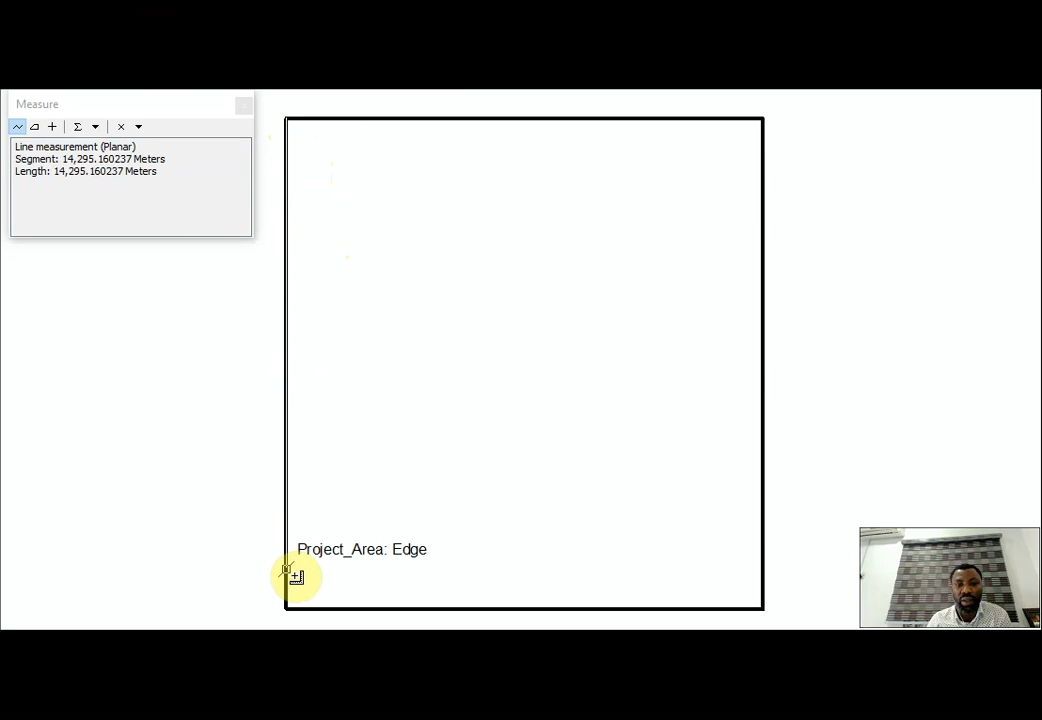 Measure
Line measurement (Planar)
Segment: 14,295.160237 Meters
Length: 14,295.160237 Meters
Project_Area: Edge